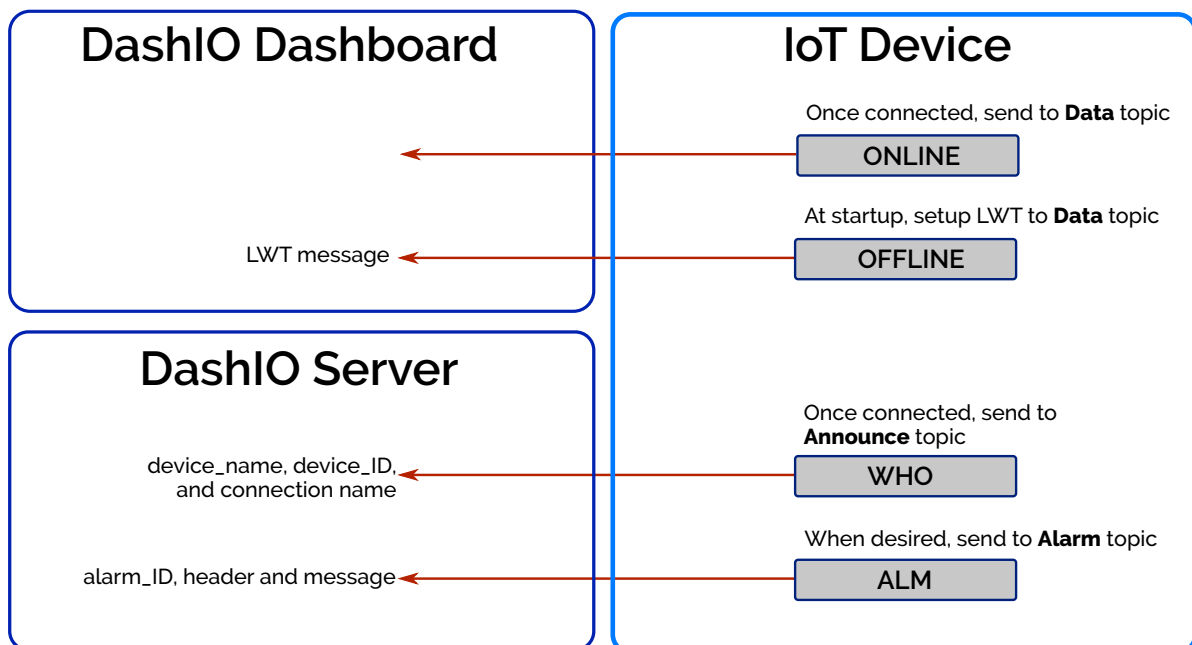 DashIO Dashboard
LWT message
IoT Device
Once connected, send to Data topic
ONLINE
At startup, setup LWT to Data topic
OFFLINE
Once connected, send to
Announce topic
WHO
When desired, send to Alarm topic
ALM
DashIO Server
device_name, device_ID,
and connection name
alarm_ID, header and message